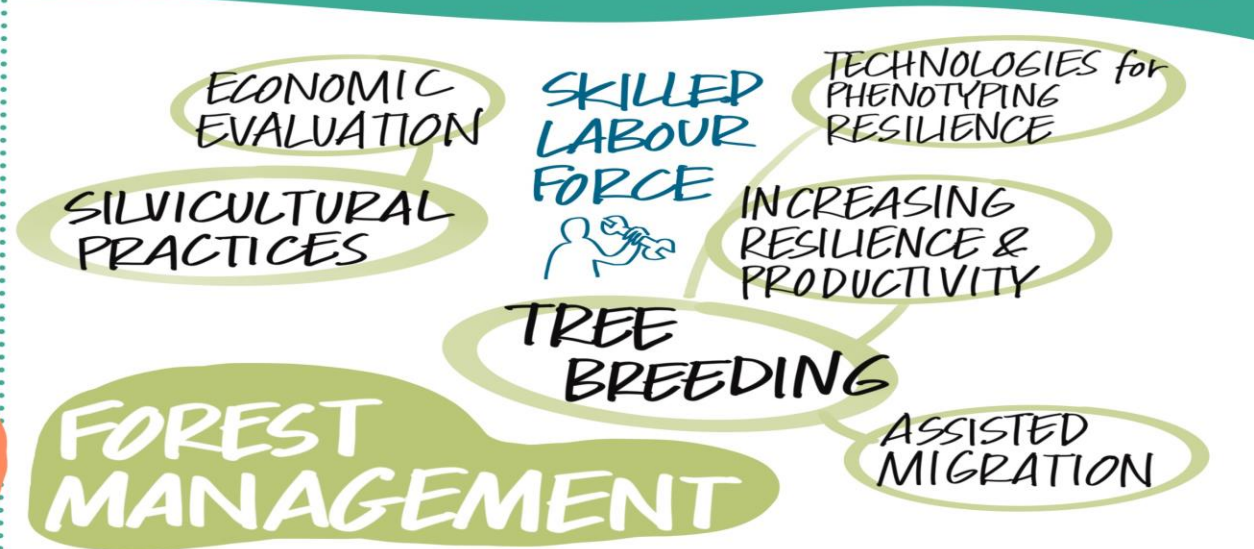 ECONOMIC
EVALUATION
SILVICULTURAL
PRACTICES
SKILLED
LABOUR
FORCE
TECHNOLOGIES for
PHENOTYPING
RESILIENCE
INCREASING
RESILIENCE &
PRODUCTIVITY
TREE
BREEDING
ASSISTED
MIGRATION
FOREST
MANAGEMENT